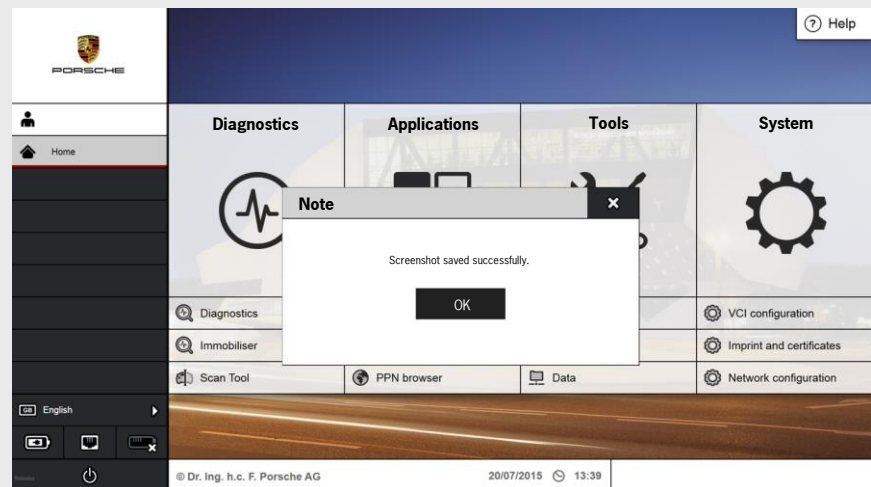 PORSCHE
Help
Home
Diagnostics
Applications
Tools
System
Note
Screenshot saved successfully.
OK
Diagnostics
VCI configuration
Immobiliser
Imprint and certificates
Scan Tool
PPN browser
Data
Network configuration
GB English
© Dr. Ing. h.c. F. Porsche AG
20/07/2015 13:39